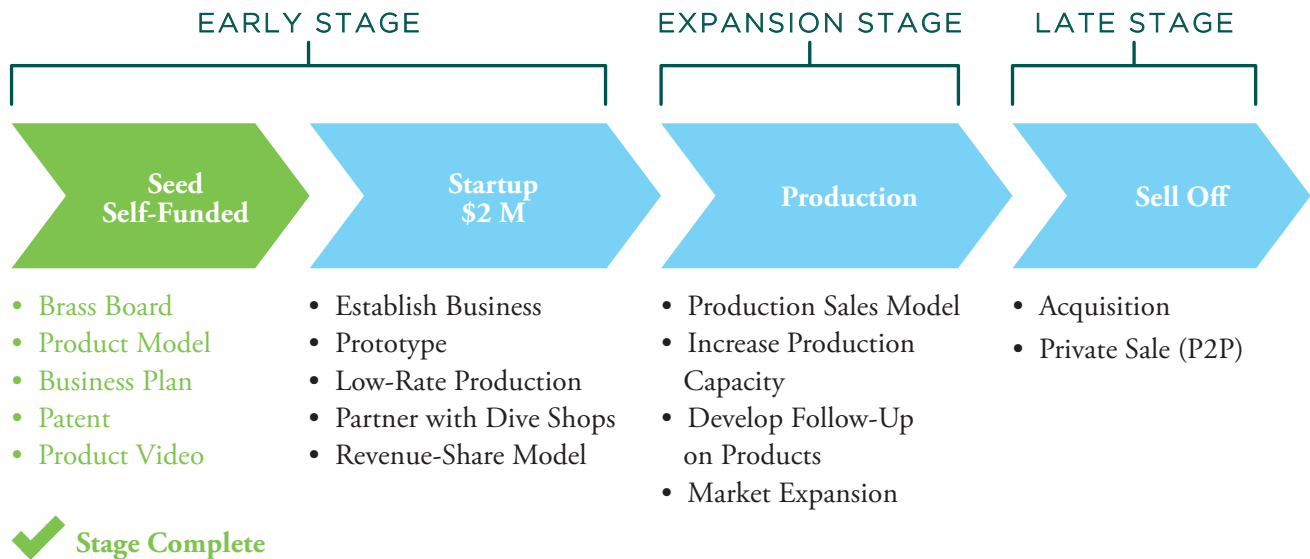 EARLY STAGE
EXPANSION STAGE
LATE STAGE
Seed
Self-Funded
Startup
$2 M
Production
Sell Off
• Brass Board
• Product Model
• Business Plan
• Patent
• Product Video
• Establish Business
• Prototype
• Low-Rate Production
• Partner with Dive Shops
• Revenue-Share Model
• Production Sales Model
• Increase Production
Capacity
• Develop Follow-Up
on Products
• Market Expansion
• Acquisition
• Private Sale (P2P)
Stage Complete